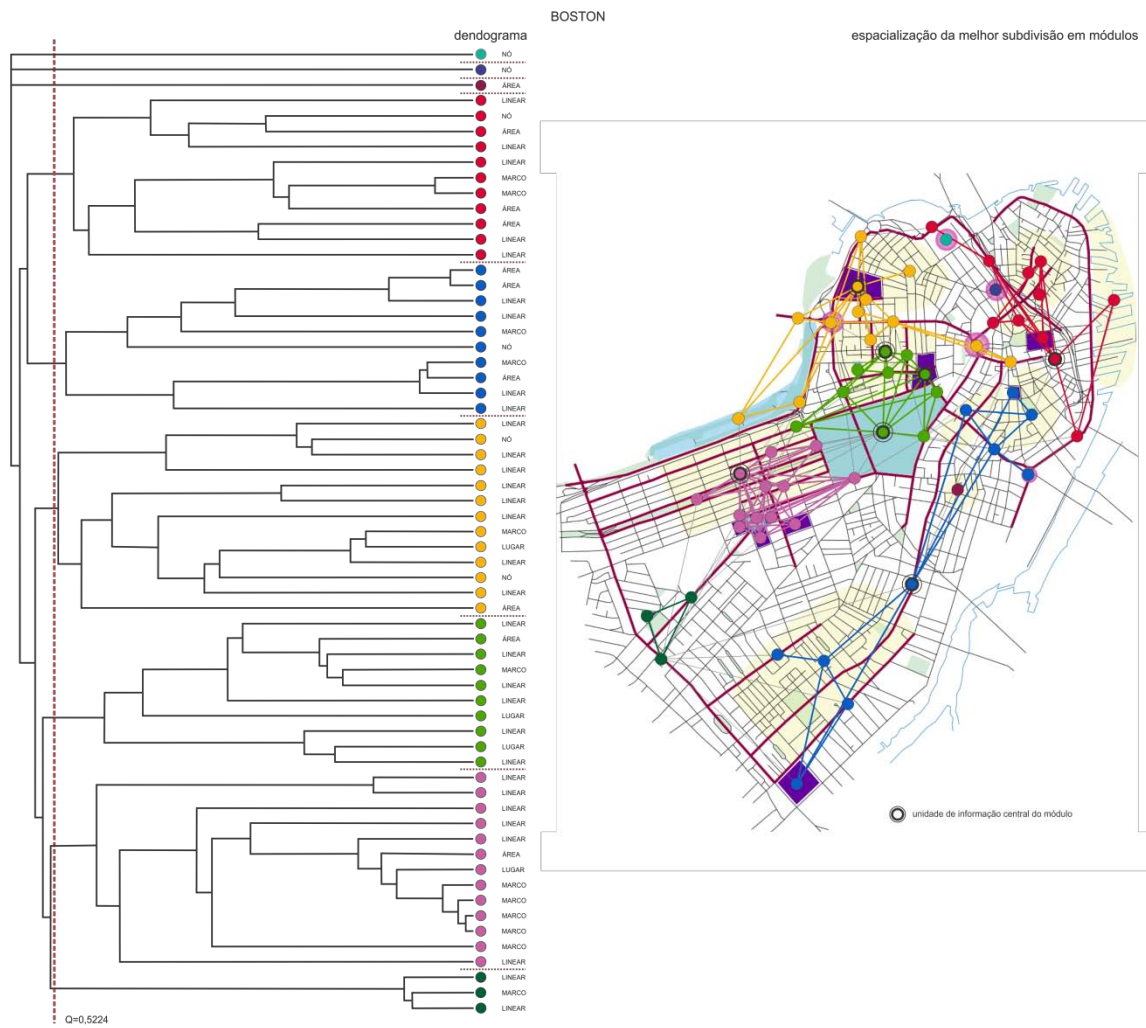 BOSTON
dendograma
espacialização da melhor subdivisão em módulos
NÓ
NÓ
ÁREA
LINEAR
NÓ
ÁREA
LINEAR
LINEAR
MARCO
MARCO
ÁREA
ÁREA
LINEAR
LINEAR
ÁREA
ÁREA
LINEAR
LINEAR
MARCO
NÓ
MARCO
ÁREA
LINEAR
LINEAR
LINEAR
NÓ
LINEAR
LINEAR
LINEAR
LINEAR
LINEAR
MARCO
LUGAR
LINEAR
NÓ
LINEAR
ÁREA
LINEAR
ÁREA
LINEAR
MARCO
LINEAR
LINEAR
LUGAR
LINEAR
LUGAR
LINEAR
LINEAR
LINEAR
LINEAR
LINEAR
LINEAR
ÁREA
LUGAR
MARCO
MARCO
MARCO
MARCO
MARCO
LINEAR
LINEAR
MARCO
LINEAR
unidade de informação central do módulo
Q=0,5224